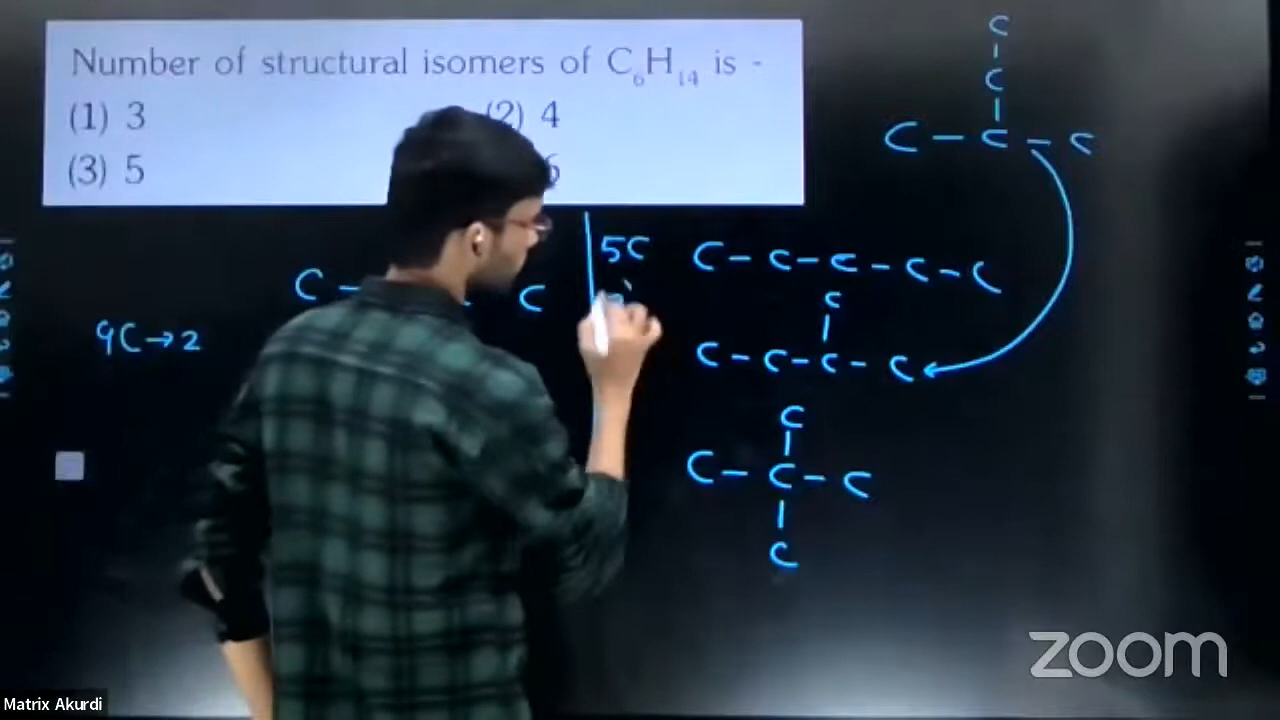 Number of structural isomers of C₆H₁₄ is -
(1) 3
(2) 4
(3) 5
6
C
C
C - C - C
5C
C - C - C - C - C
C -
C
4C → 2
C
C - C - C - C
C
C - C - C
C
zoom
Matrix Akurdi